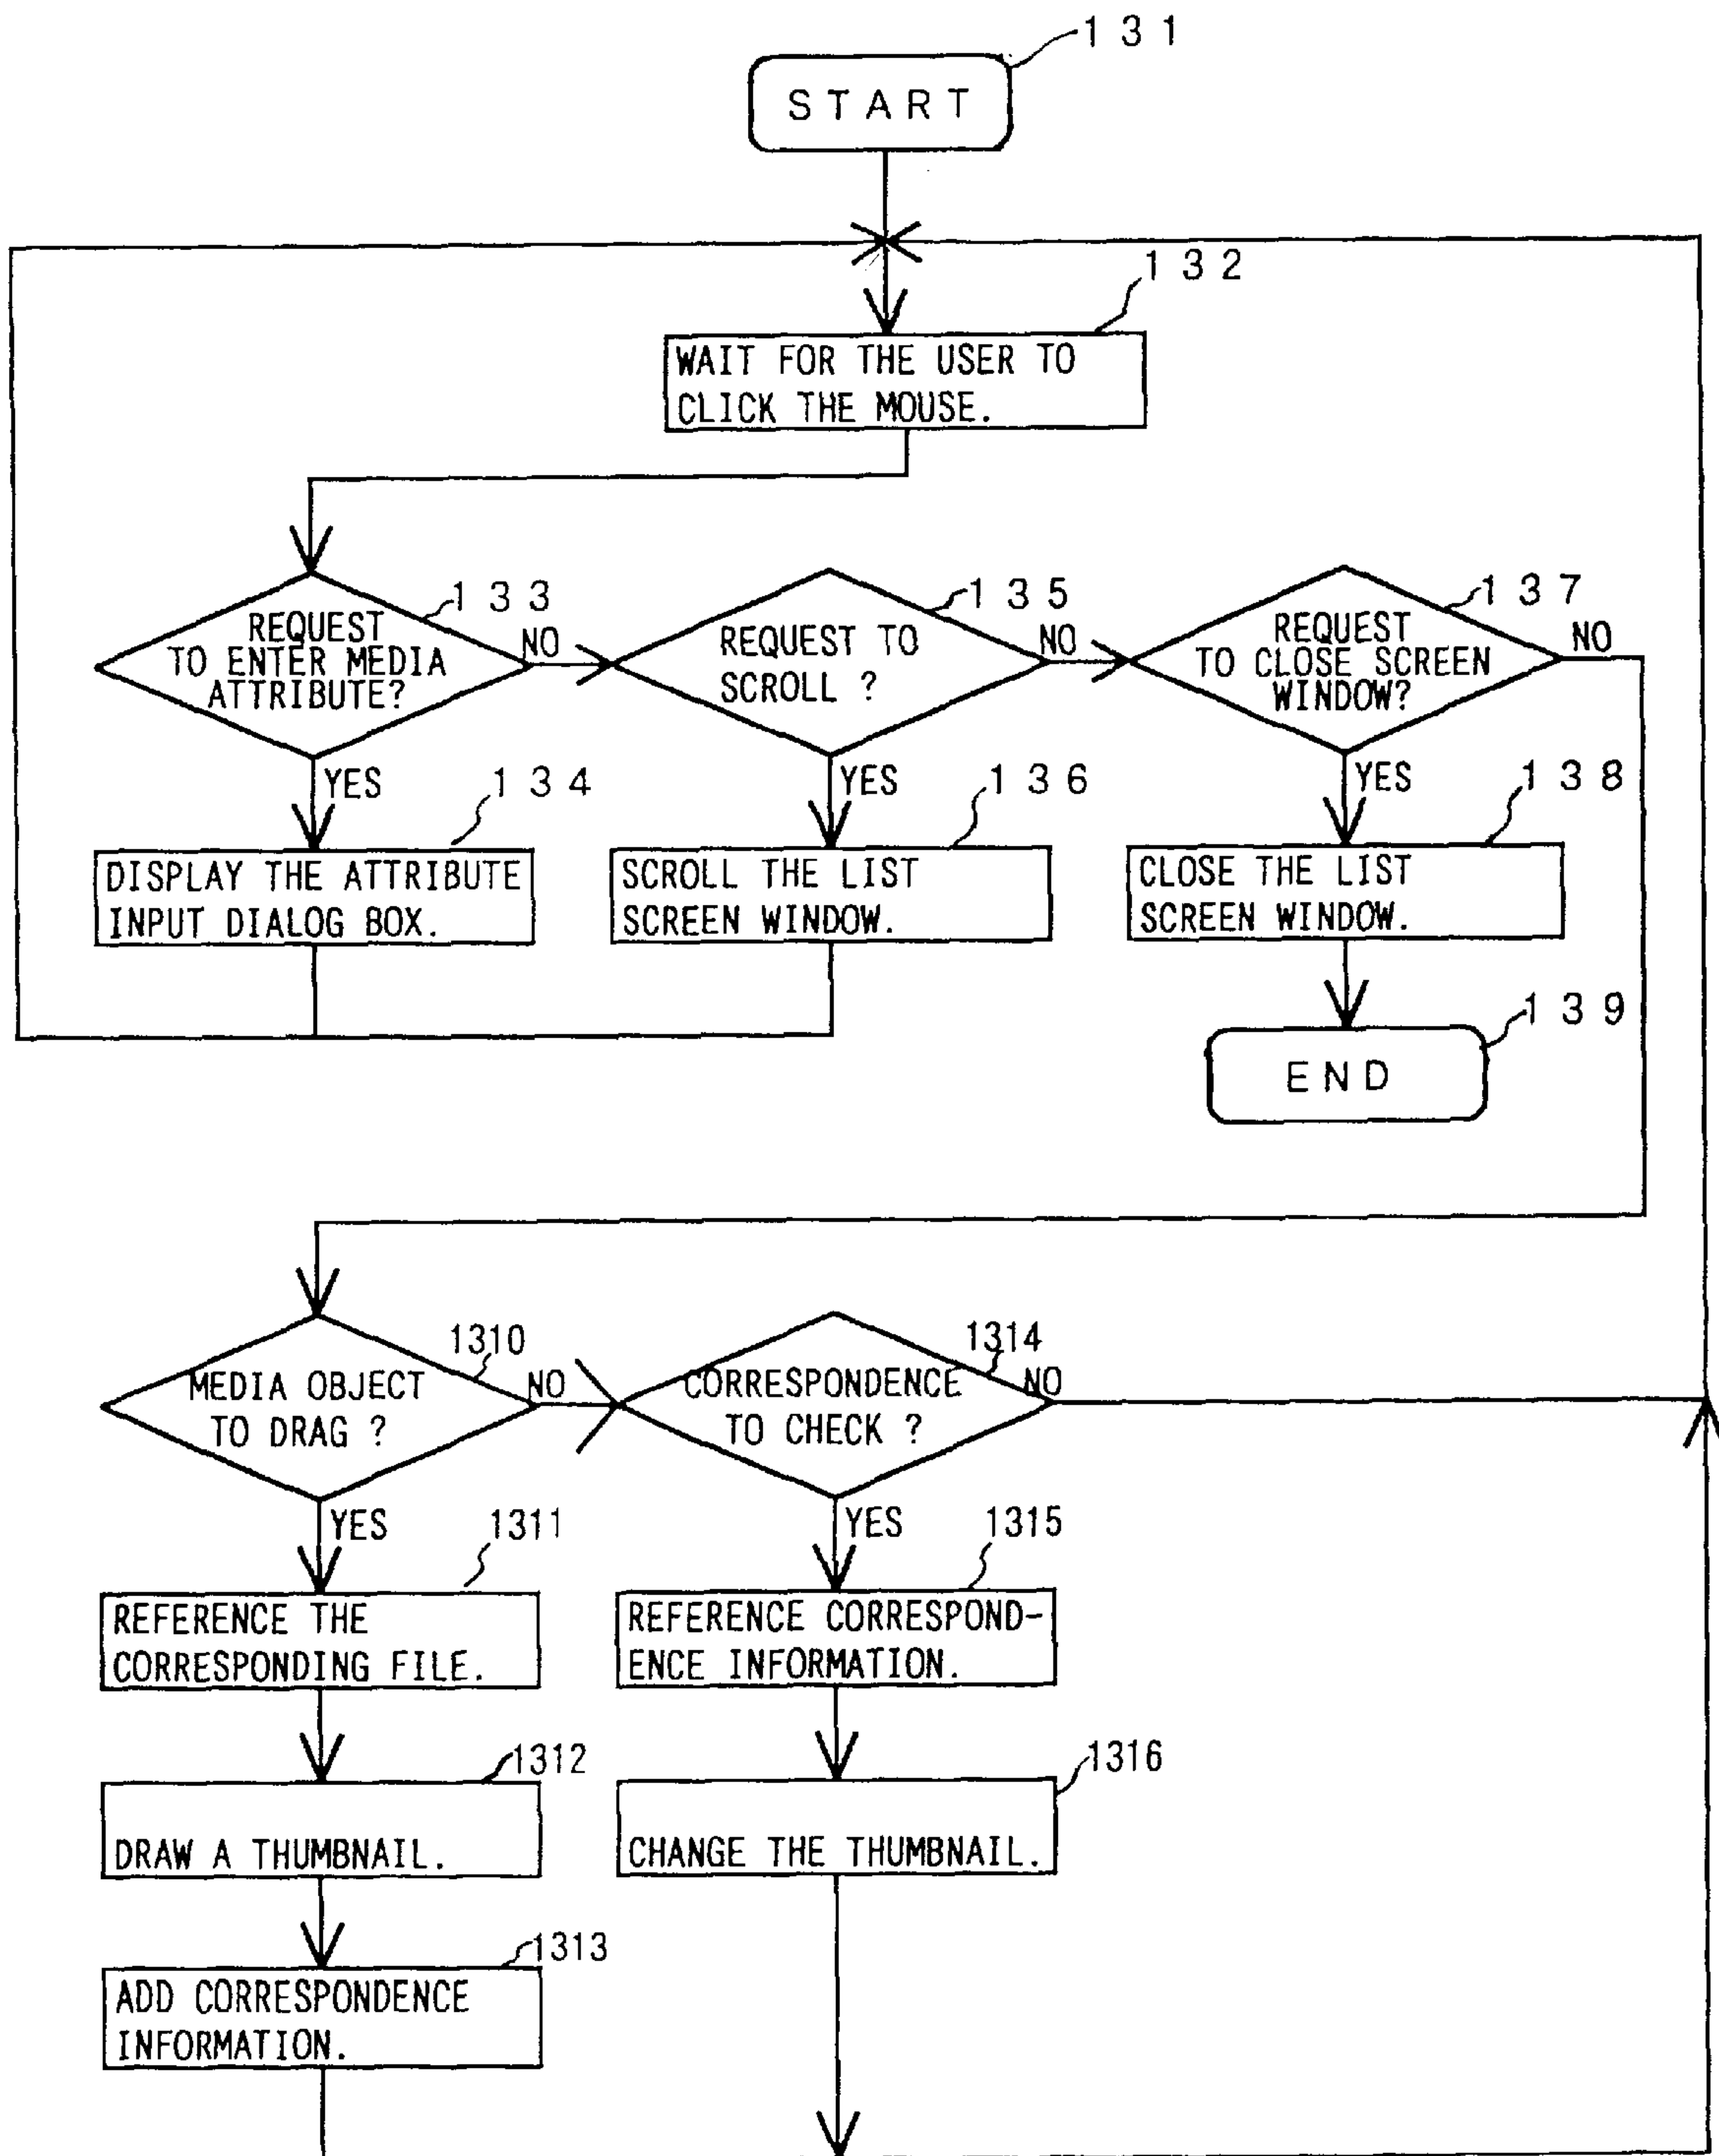 131
START
132
WAIT FOR THE USER TO
CLICK THE MOUSE.
133
REQUEST
TO ENTER MEDIA
ATTRIBUTE?
NO
135
REQUEST TO
SCROLL ?
NO
137
REQUEST
TO CLOSE SCREEN
WINDOW?
NO
YES
134
DISPLAY THE ATTRIBUTE
INPUT DIALOG BOX.
YES
136
SCROLL THE LIST
SCREEN WINDOW.
YES
138
CLOSE THE LIST
SCREEN WINDOW.
139
END
1310
MEDIA OBJECT
TO DRAG ?
NO
1314
CORRESPONDENCE
TO CHECK ?
NO
YES
1311
REFERENCE THE
CORRESPONDING FILE.
YES
1315
REFERENCE CORRESPOND-
ENCE INFORMATION.
1312
DRAW A THUMBNAIL.
1316
CHANGE THE THUMBNAIL.
1313
ADD CORRESPONDENCE
INFORMATION.